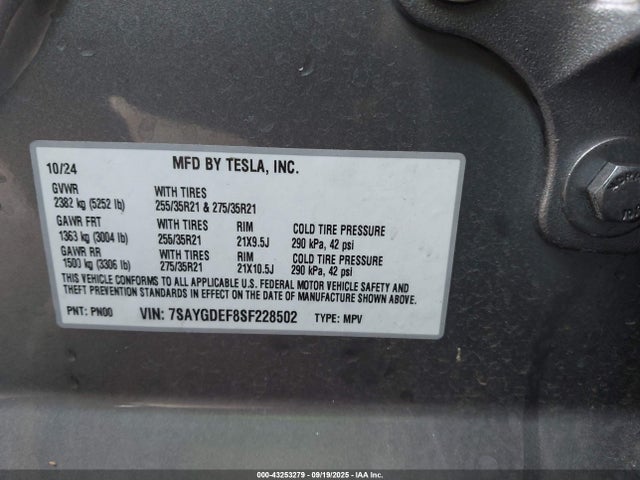 10/24 MFD BY TESLA, INC.
GVWR WITH TIRES
2382 kg (5252 lb) 255/35R21 & 275/35R21
GAWR FRT WITH TIRES RIM COLD TIRE PRESSURE
1363 kg (3004 lb) 255/35R21 21X9.5J 290 kPa, 42 psi
GAWR RR WITH TIRES RIM COLD TIRE PRESSURE
1500 kg (3306 lb) 275/35R21 21X10.5J 290 kPa, 42 psi
THIS VEHICLE CONFORMS TO ALL APPLICABLE U.S. FEDERAL MOTOR VEHICLE SAFETY AND
THEFT PREVENTION STANDARDS IN EFFECT ON THE DATE OF MANUFACTURE SHOWN ABOVE.
PNT: PN00 VIN: 7SAYGDEF8SF228502 TYPE: MPV
000-43253279 - 09/19/2025 - IAA Inc.